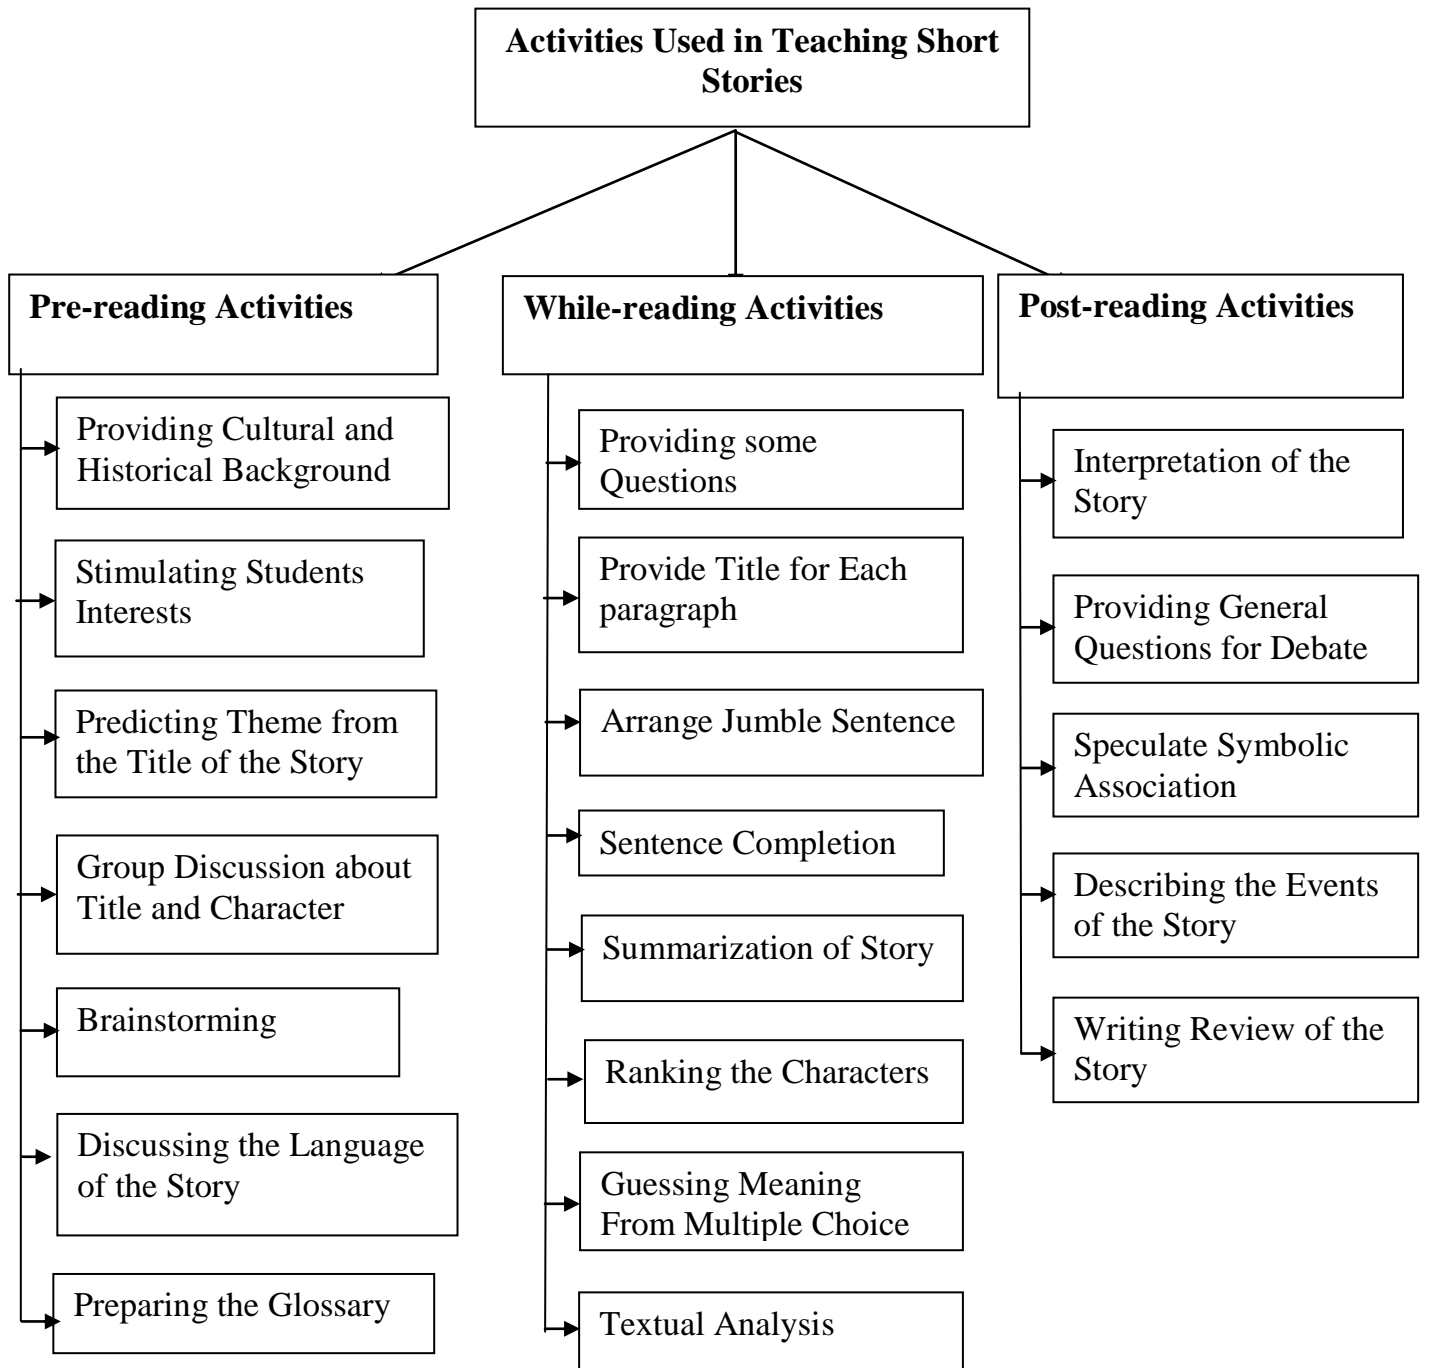 Activities Used in Teaching Short
Stories
Pre-reading Activities
Providing Cultural and
Historical Background
Stimulating Students
Interests
Predicting Theme from
the Title of the Story
Group Discussion about
Title and Character
Brainstorming
Discussing the Language
of the Story
Preparing the Glossary
While-reading Activities
Providing some
Questions
Provide Title for Each
paragraph
Arrange Jumble Sentence
Sentence Completion
Summarization of Story
Ranking the Characters
Guessing Meaning
From Multiple Choice
Textual Analysis
Post-reading Activities
Interpretation of the
Story
Providing General
Questions for Debate
Speculate Symbolic
Association
Describing the Events
of the Story
Writing Review of the
Story